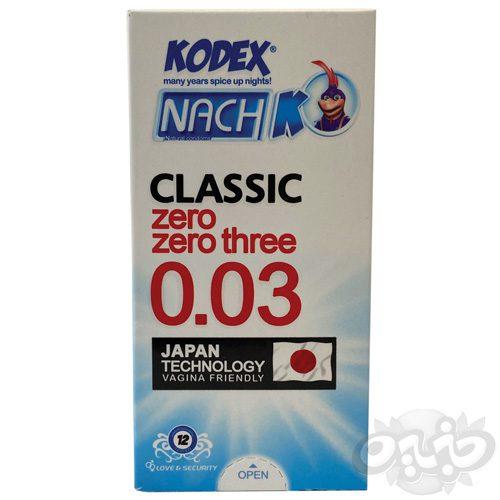 KODEX®
many years spice up nights!
NACH K
CLASSIC
zero
zero three
0.03
JAPAN
TECHNOLOGY
VAGINA FRIENDLY
12
LOVE & SECURITY
OPEN